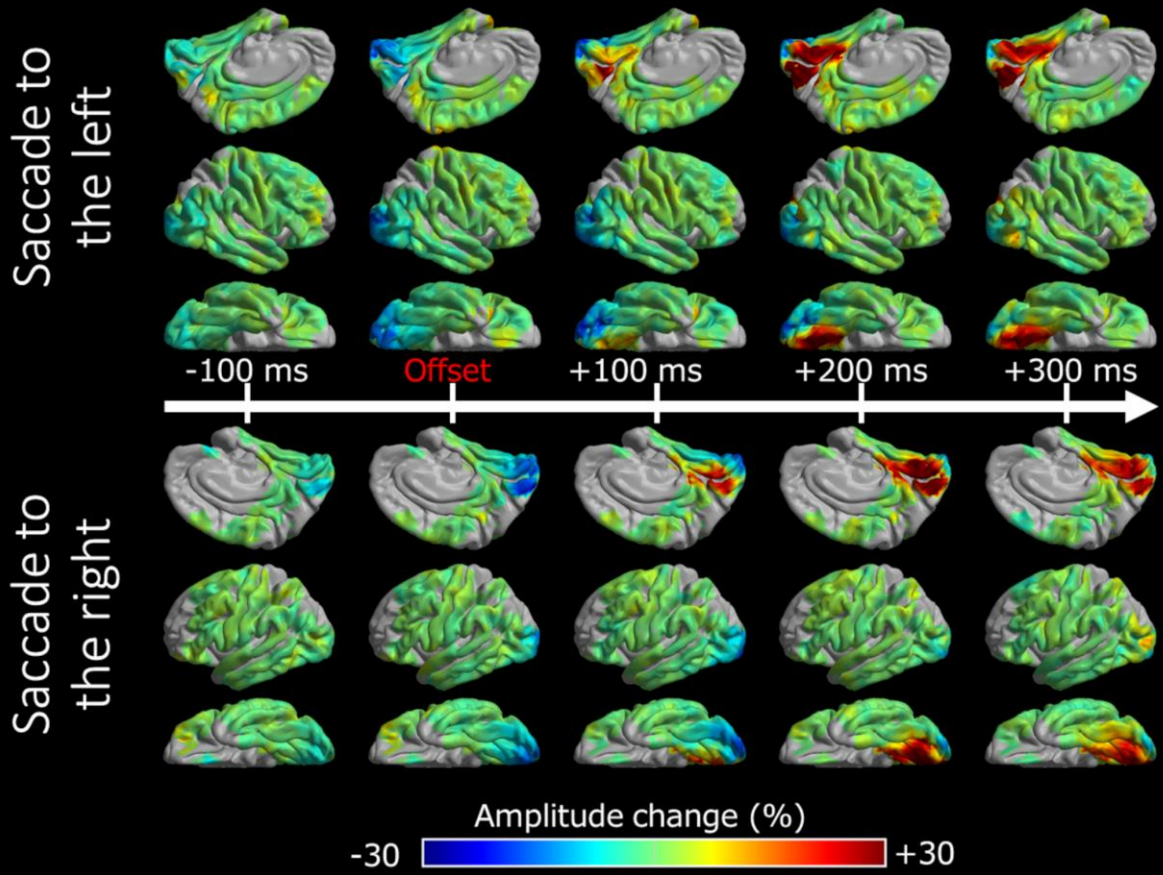 Saccade to
the left
-100 ms
Offset
+100 ms
+200 ms
+300 ms
Saccade to
the right
Amplitude change (%)
-30
+30